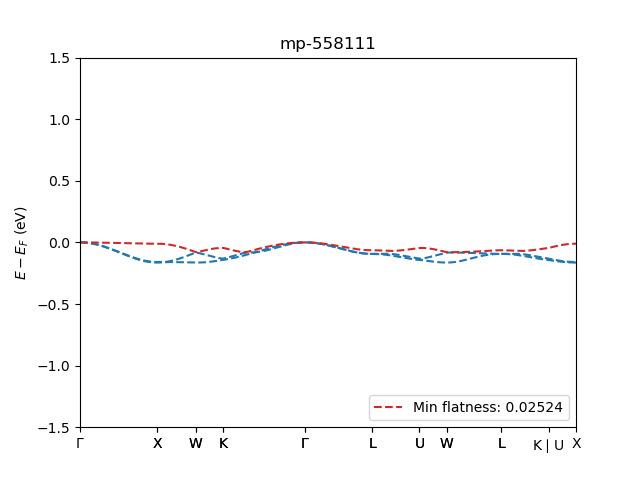 mp-558111
E − E_F (eV)
1.5
1.0
0.5
0.0
−0.5
−1.0
−1.5
Min flatness: 0.02524
Γ X W K Γ L U W L K | U X